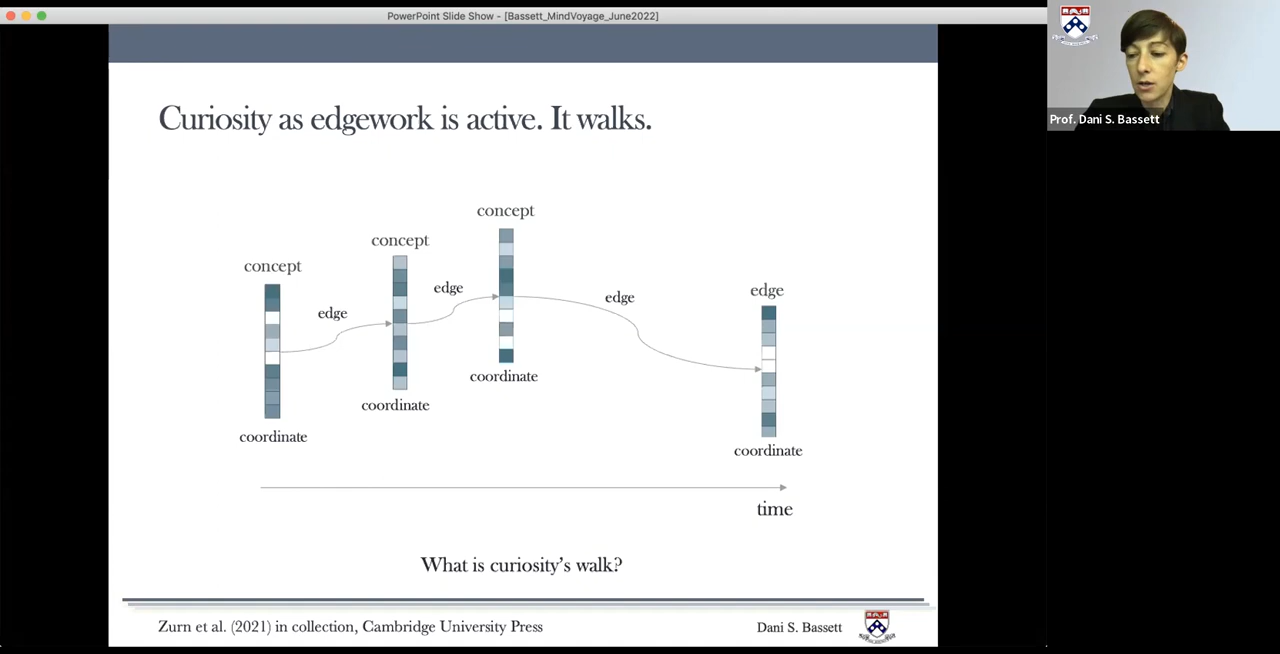 PowerPoint Slide Show - [Bassett_MindVoyage_June2022]
Prof. Dani S. Bassett
Curiosity as edgework is active. It walks.
concept
concept
concept
edge
edge
edge
edge
coordinate
coordinate
coordinate
coordinate
time
What is curiosity's walk?
Zurn et al. (2021) in collection, Cambridge University Press
Dani S. Bassett